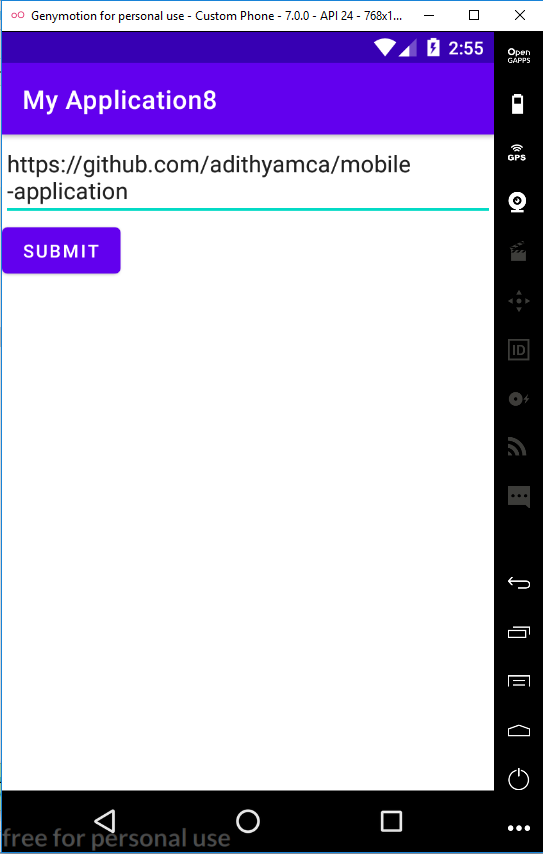 Genymotion for personal use - Custom Phone - 7.0.0 - API 24 - 768x1...
2:55
Open
GAPPS
My Application8
GPS
https://github.com/adithyamca/mobile
-application
SUBMIT
ID
free for personal use